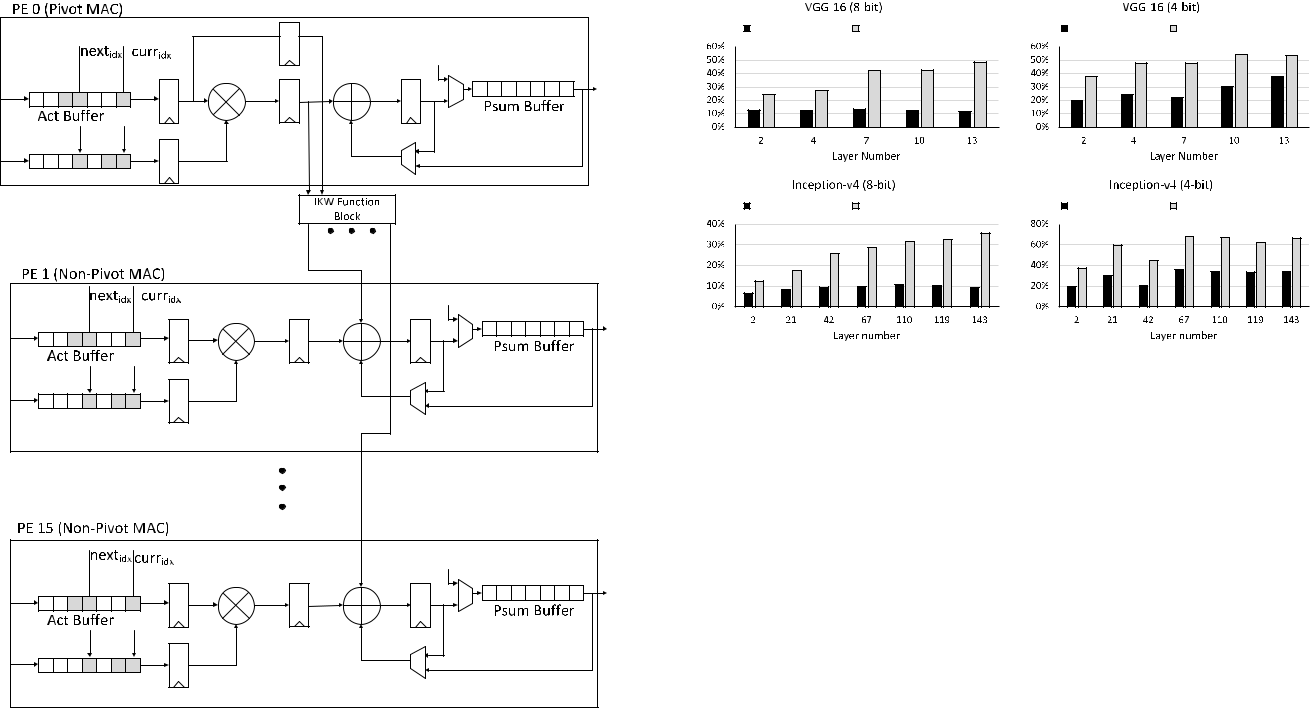 PE 0 (Pivot MAC)
next_idx curr_idx
Act Buffer
Psum Buffer
IKW Function
Block
PE 1 (Non-Pivot MAC)
next_idx curr_idx
Act Buffer
Psum Buffer
PE 15 (Non-Pivot MAC)
next_idx curr_idx
Act Buffer
Psum Buffer
VGG 16 (8 bit)
60%
50%
40%
30%
20%
10%
0%
2 4 7 10 13
Layer Number
VGG 16 (4-bit)
60%
50%
40%
30%
20%
10%
0%
2 4 7 10 13
Layer Number
Inception-v4 (8-bit)
40%
30%
20%
10%
0%
2 21 42 67 110 119 143
Layer number
Inception-v4 (4-bit)
80%
60%
40%
20%
0%
2 21 42 67 110 119 143
Layer number